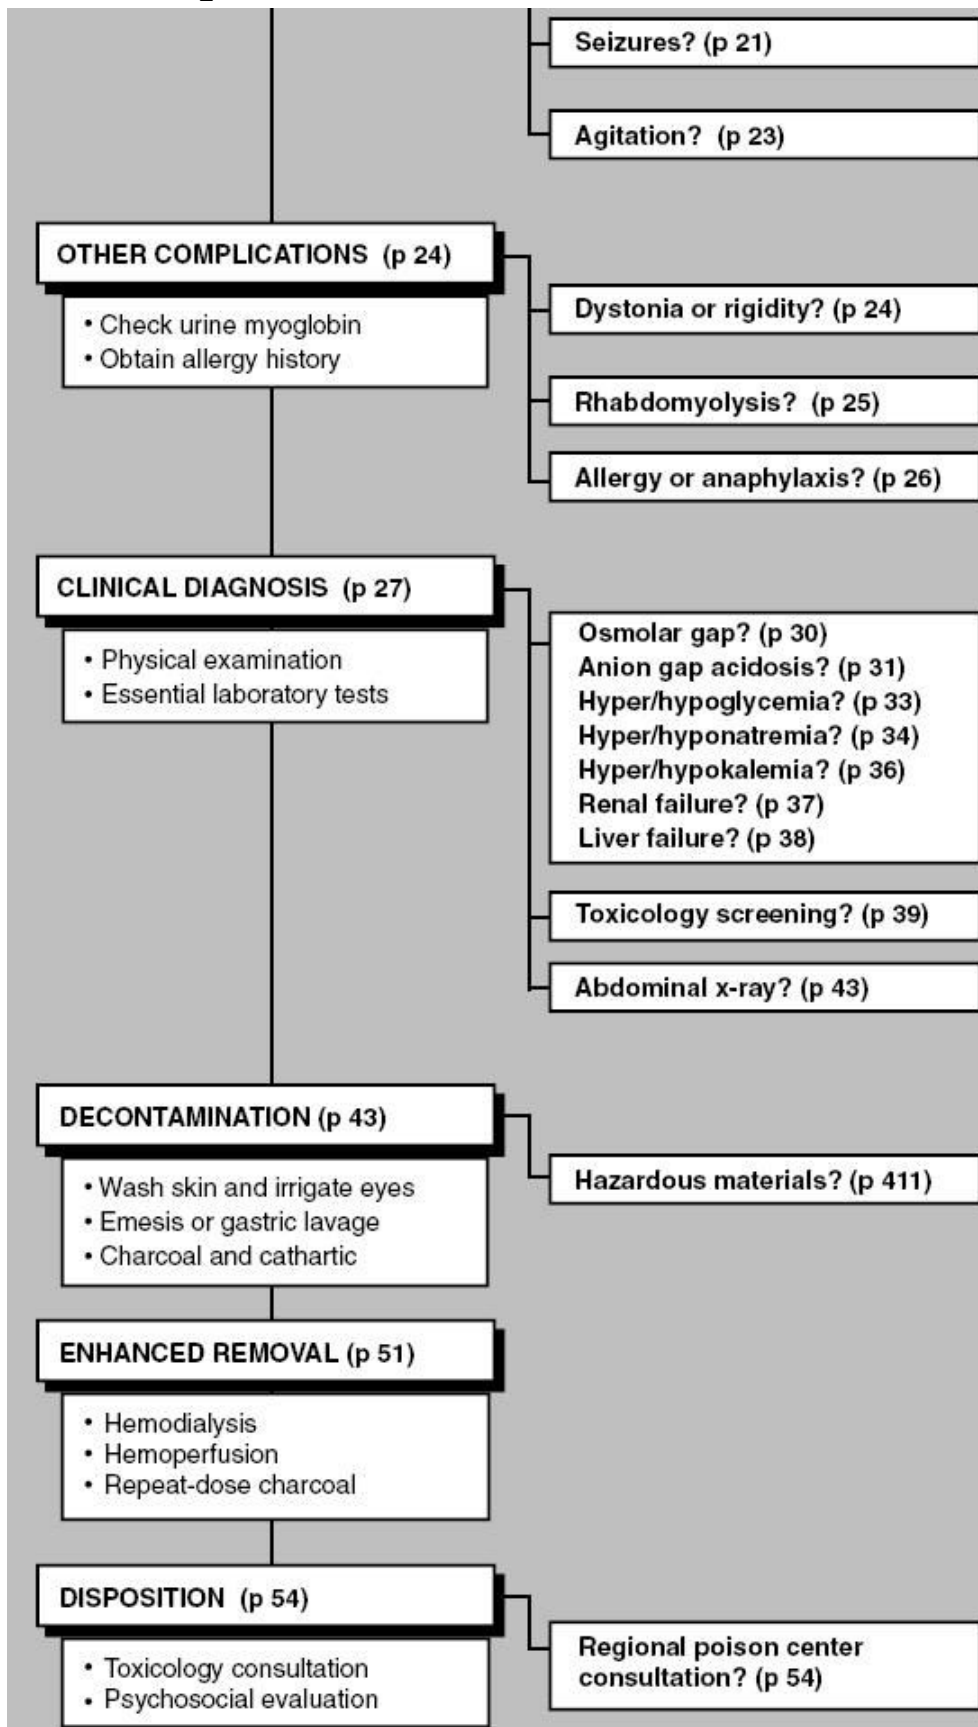 Seizures? (p 21)
Agitation? (p 23)
OTHER COMPLICATIONS (p 24)
• Check urine myoglobin
• Obtain allergy history
Dystonia or rigidity? (p 24)
Rhabdomyolysis? (p 25)
Allergy or anaphylaxis? (p 26)
CLINICAL DIAGNOSIS (p 27)
• Physical examination
• Essential laboratory tests
Osmolar gap? (p 30)
Anion gap acidosis? (p 31)
Hyper/hypoglycemia? (p 33)
Hyper/hyponatremia? (p 34)
Hyper/hypokalemia? (p 36)
Renal failure? (p 37)
Liver failure? (p 38)
Toxicology screening? (p 39)
Abdominal x-ray? (p 43)
DECONTAMINATION (p 43)
• Wash skin and irrigate eyes
• Emesis or gastric lavage
• Charcoal and cathartic
Hazardous materials? (p 411)
ENHANCED REMOVAL (p 51)
• Hemodialysis
• Hemoperfusion
• Repeat-dose charcoal
DISPOSITION (p 54)
• Toxicology consultation
• Psychosocial evaluation
Regional poison center
consultation? (p 54)